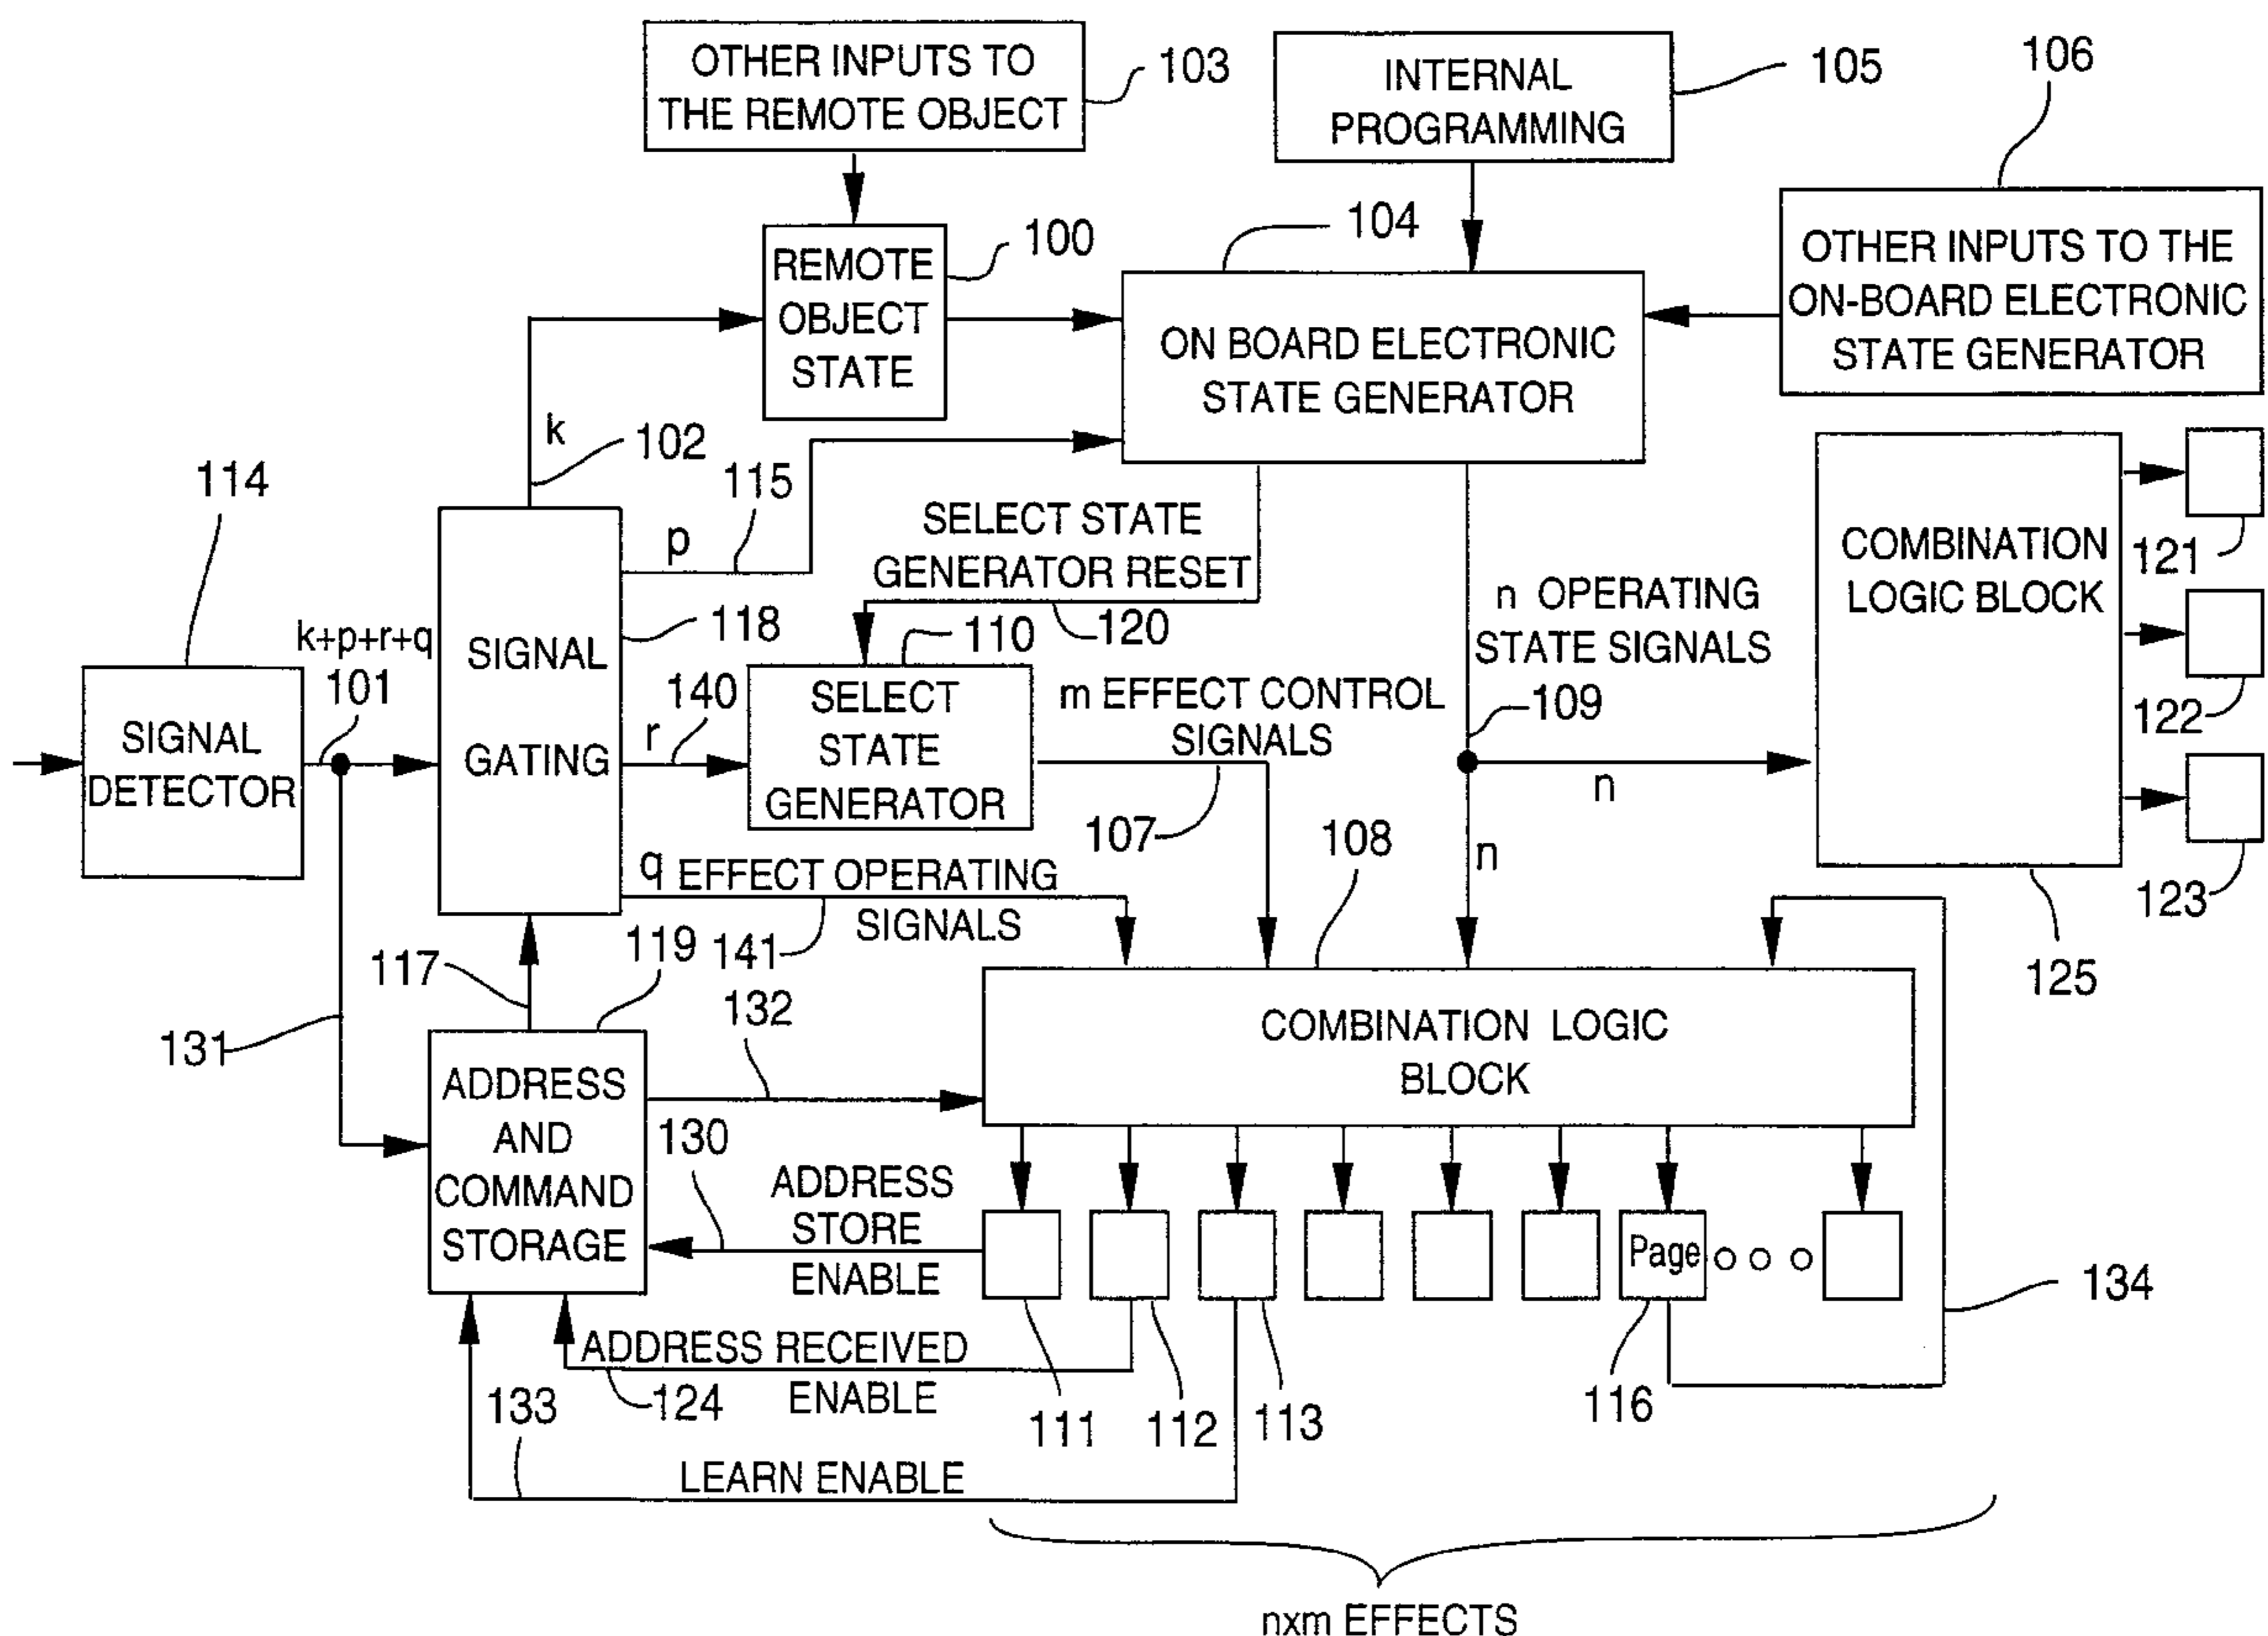 OTHER INPUTS TO
THE REMOTE OBJECT
103
INTERNAL
PROGRAMMING
105
106
REMOTE
OBJECT
STATE
100
104
ON BOARD ELECTRONIC
STATE GENERATOR
OTHER INPUTS TO THE
ON-BOARD ELECTRONIC
STATE GENERATOR
k
102
114
115
p
SELECT STATE
GENERATOR RESET
120
n OPERATING
STATE SIGNALS
109
COMBINATION
LOGIC BLOCK
121
122
123
125
k+p+r+q
101
SIGNAL
DETECTOR
SIGNAL
GATING
118
110
140
r
SELECT
STATE
GENERATOR
m EFFECT CONTROL
SIGNALS
107
n
n
108
q EFFECT OPERATING
SIGNALS
141
117
119
132
131
COMBINATION LOGIC
BLOCK
ADDRESS
AND
COMMAND
STORAGE
130
ADDRESS
STORE
ENABLE
Page
134
ADDRESS RECEIVED
ENABLE
124
133
111
112
113
116
LEARN ENABLE
nxm EFFECTS